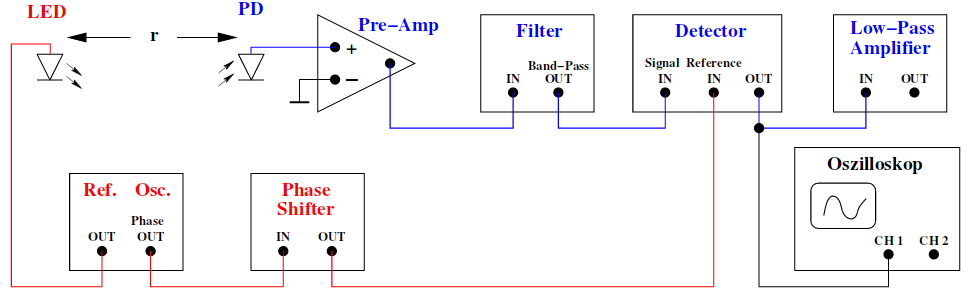 LED
r
PD
Pre-Amp
+
-
Filter
Band-Pass
IN OUT
Detector
Signal Reference
IN IN OUT
Low-Pass
Amplifier
IN OUT
Ref. Osc.
Phase
OUT OUT
Phase
Shifter
IN OUT
Oszilloskop
CH 1 CH 2